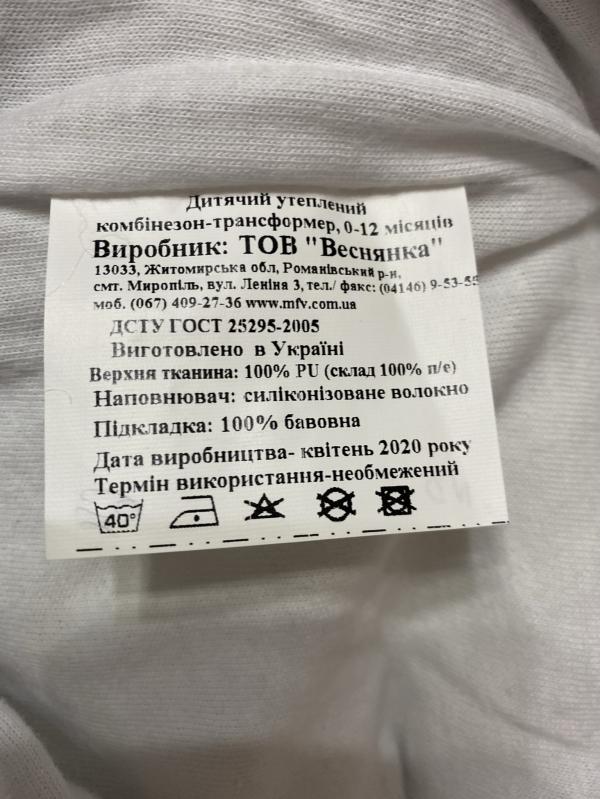 Дитячий утеплений
комбінезон-трансформер, 0-12 місяців
Виробник: ТОВ "Веснянка"
13033, Житомирська обл, Романівський р-н,
смт. Миропіль, вул. Леніна 3, тел./ факс: (04146) 9-53-55
моб. (067) 409-27-36 www.mfv.com.ua
ДСТУ ГОСТ 25295-2005
Виготовлено в Україні
Верхня тканина: 100% PU (склад 100% п/е)
Наповнювач: силіконізоване волокно
Підкладка: 100% бавовна
Дата виробництва- квітень 2020 року
Термін використання-необмежений
40°